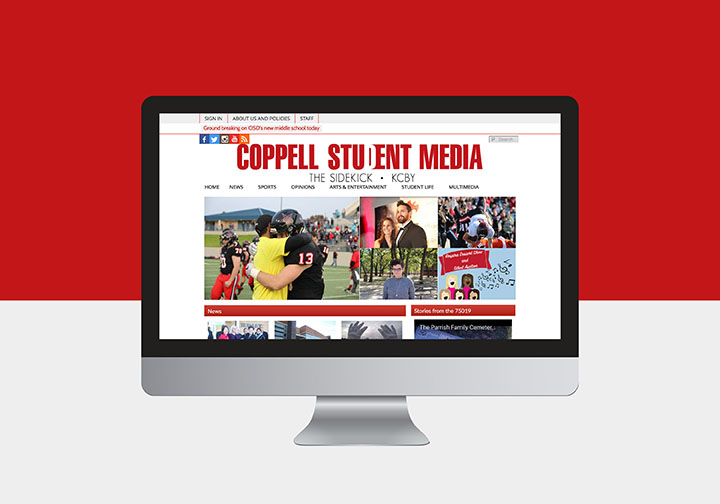 SIGN IN ABOUT US AND POLICIES STAFF
Ground breaking on CISD's new middle school today
Search
COPPELL STUDENT MEDIA
THE SIDEKICK • KCBY
HOME NEWS SPORTS OPINIONS ARTS & ENTERTAINMENT STUDENT LIFE MULTIMEDIA
13
News
Stories from the 75019
The Parrish Family Cemeter...